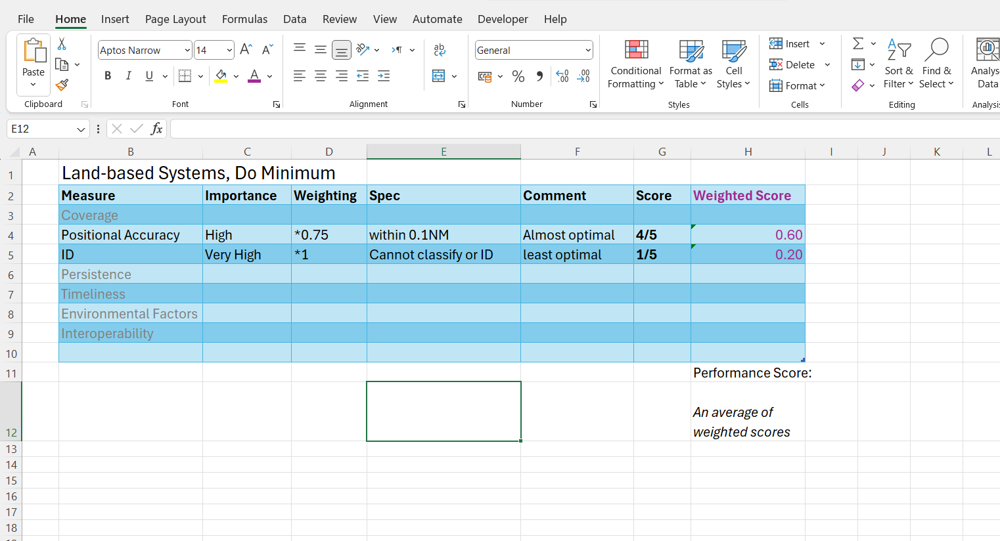 File Home Insert Page Layout Formulas Data Review View Automate Developer Help
Paste
Clipboard
Aptos Narrow 14
B I U
Font
ab
Alignment
General
% .00 .00
Number
Conditional Formatting
Format as Table
Cell Styles
Styles
Insert
Delete
Format
Cells
Sort & Filter
Find & Select
Editing
Analys
Data
Analysi
E12 fx
A B C D E F G H I J K L
1 Land-based Systems, Do Minimum
2 Measure Importance Weighting Spec Comment Score Weighted Score
3 Coverage
4 Positional Accuracy High *0.75 within 0.1NM Almost optimal 4/5 0.60
5 ID Very High *1 Cannot classify or ID least optimal 1/5 0.20
6 Persistence
7 Timeliness
8 Environmental Factors
9 Interoperability
10
11 Performance Score:
An average of
12 weighted scores
13
14
15
16
17
18